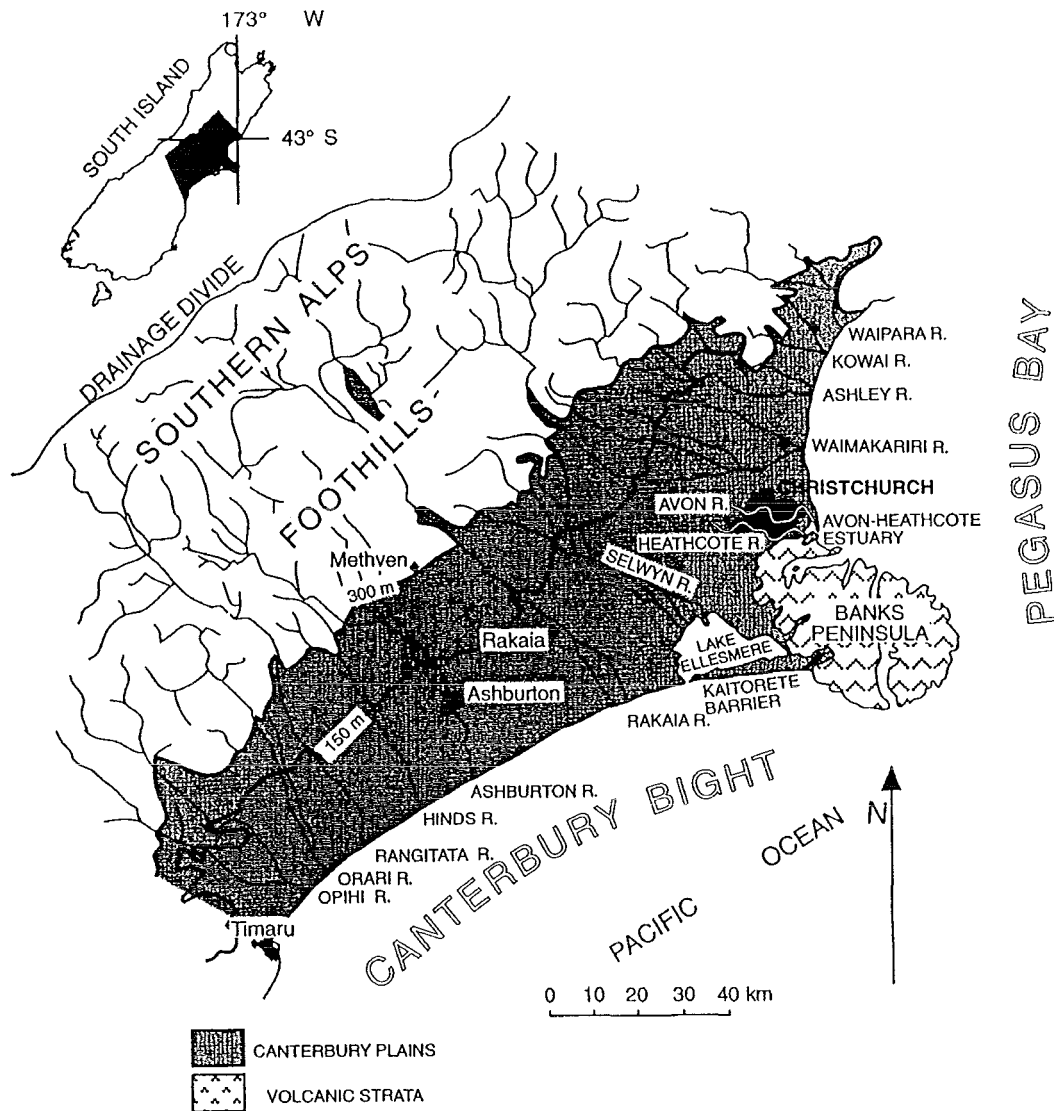 173° W
SOUTH ISLAND
43° S
DRAINAGE DIVIDE
SOUTHERN ALPS
FOOTHILLS
WAIPARA R.
KOWAI R.
ASHLEY R.
WAIMAKARIRI R.
CHRISTCHURCH
AVON R.
AVON-HEATHCOTE
ESTUARY
HEATHCOTE R.
PEGASUS BAY
SELWYN R.
Methven
300 m
BANKS
PENINSULA
LAKE
ELLESMERE
Rakaia
Ashburton
KAITORETE
BARRIER
RAKAIA R.
150 m
ASHBURTON R.
HINDS R.
RANGITATA R.
ORARI R.
OPIHI R.
CANTERBURY BIGHT
Timaru
PACIFIC OCEAN
N
0 10 20 30 40 km
CANTERBURY PLAINS
VOLCANIC STRATA